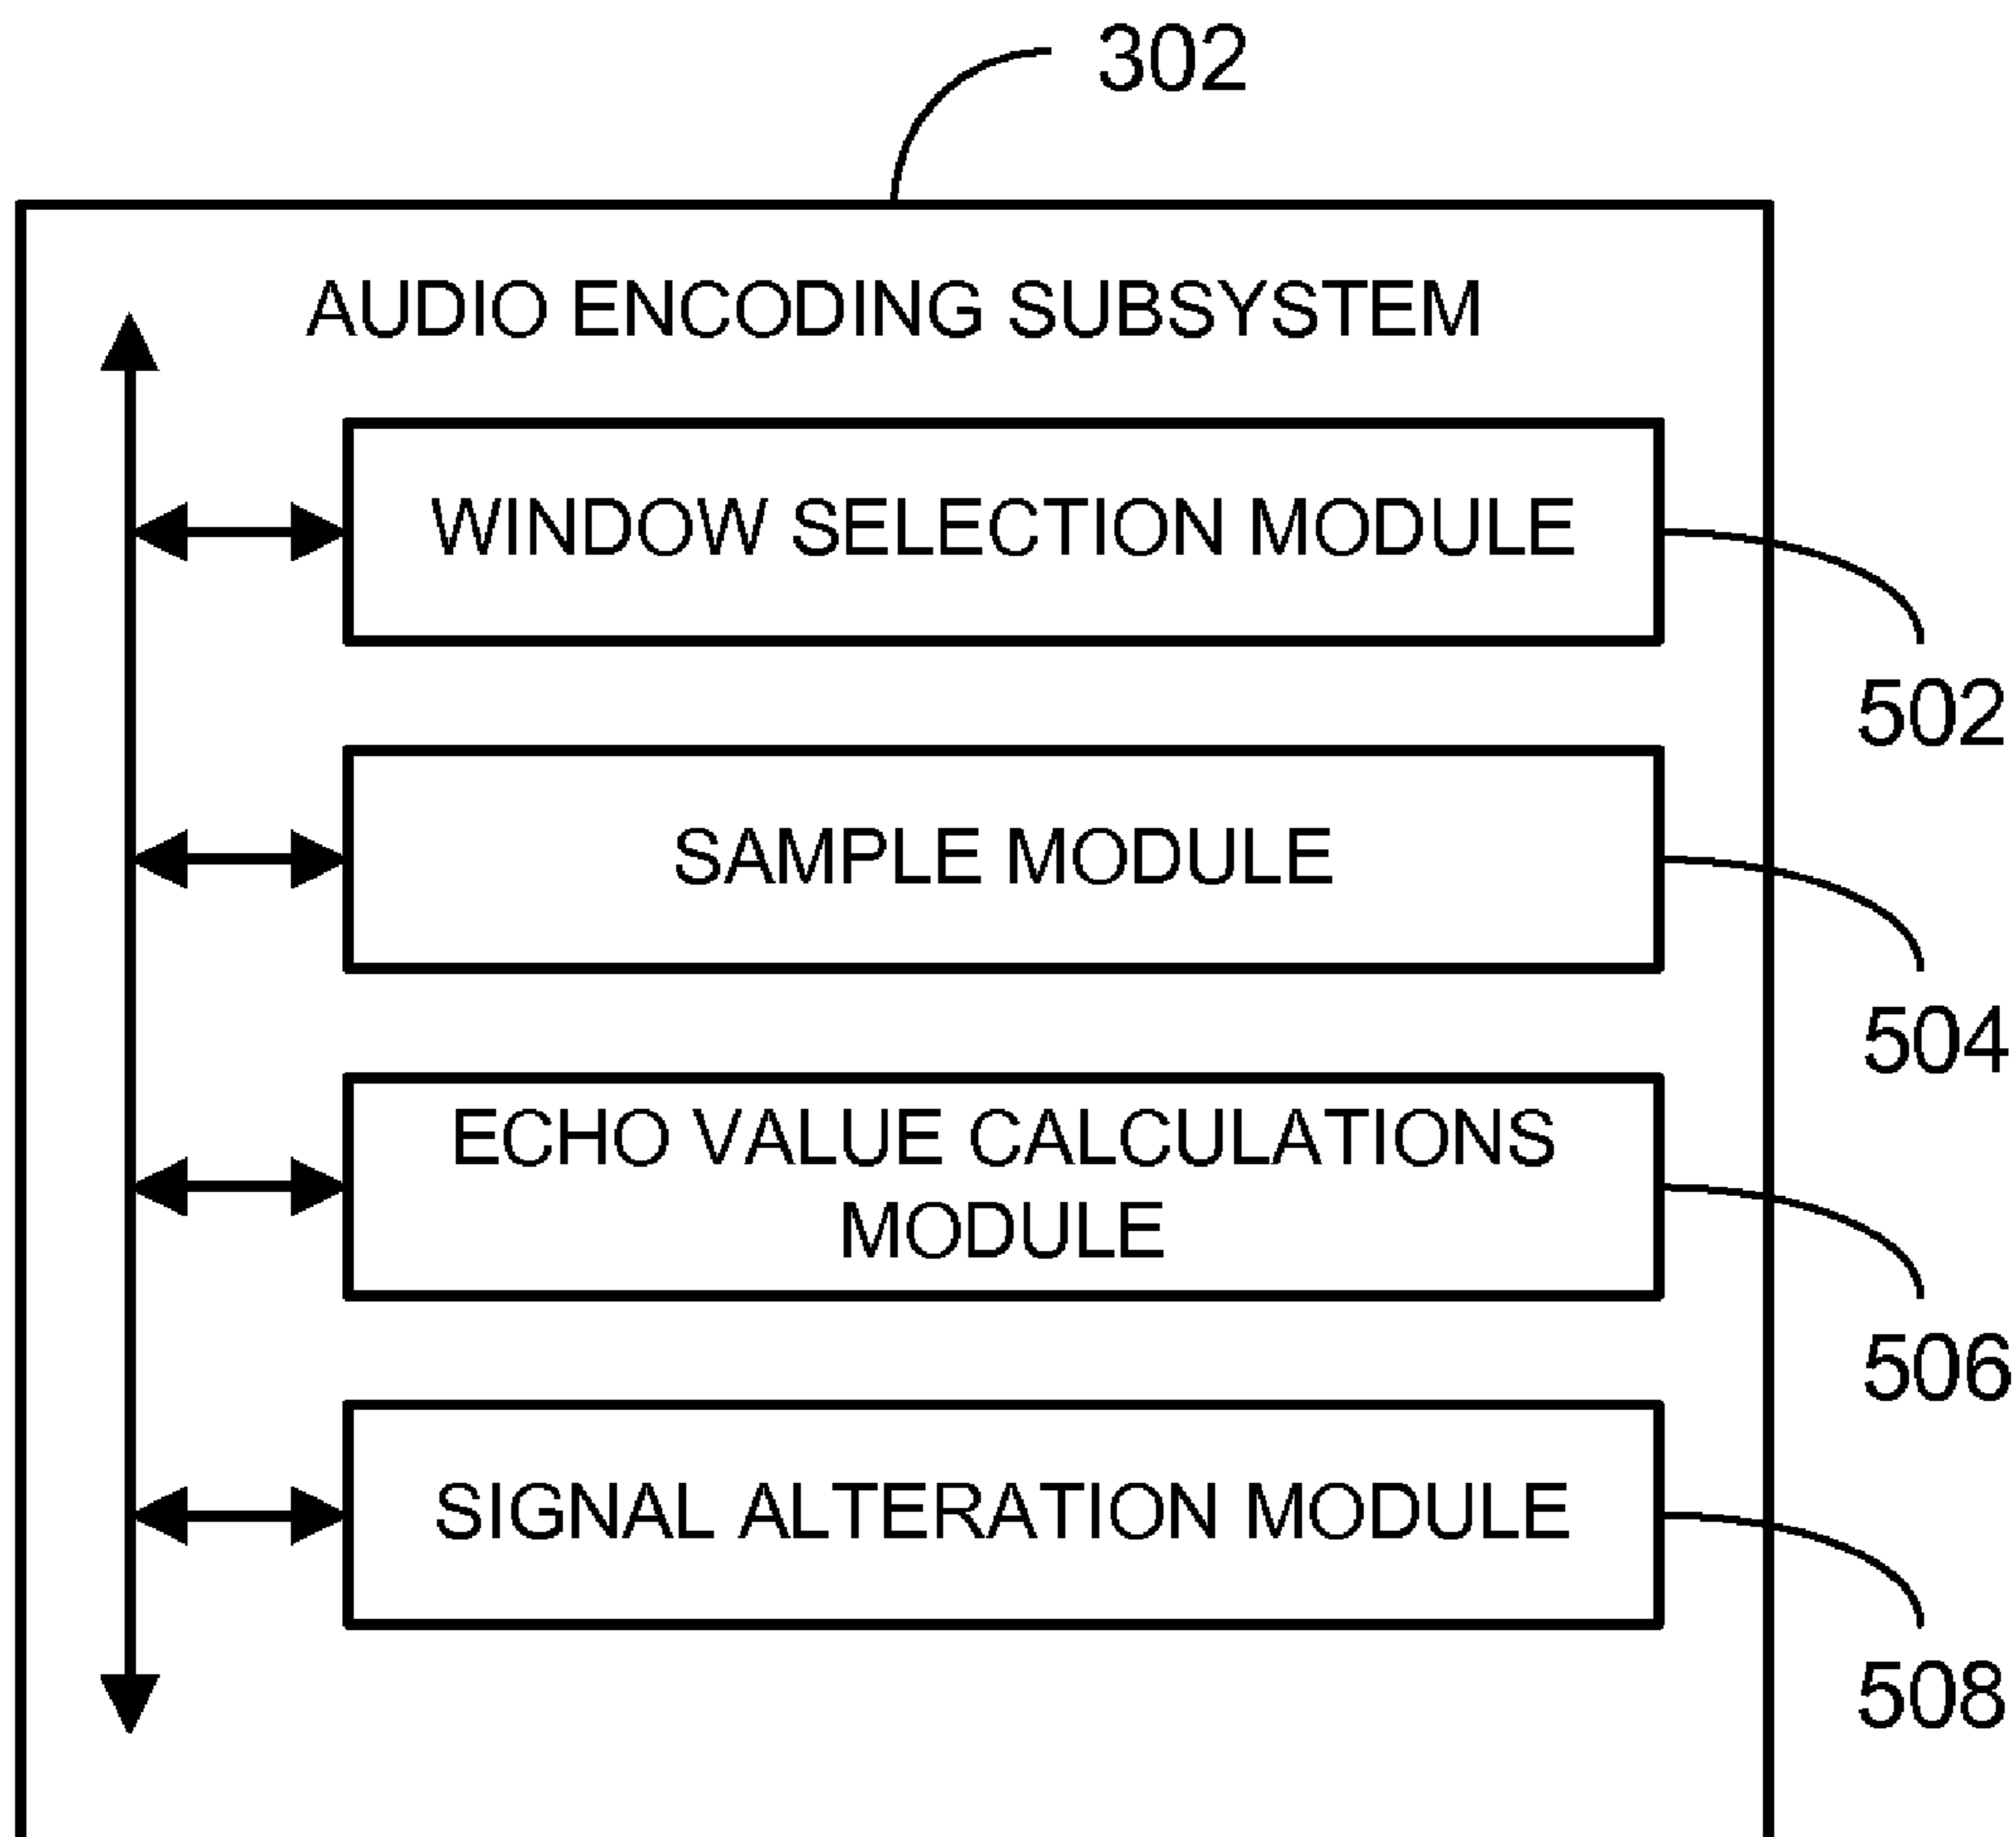 302
AUDIO ENCODING SUBSYSTEM
WINDOW SELECTION MODULE
502
SAMPLE MODULE
504
ECHO VALUE CALCULATIONS
MODULE
506
SIGNAL ALTERATION MODULE
508